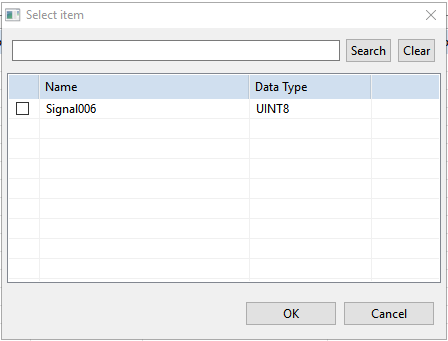 Select item
Search Clear
Name Data Type
Signal006 UINT8
OK Cancel